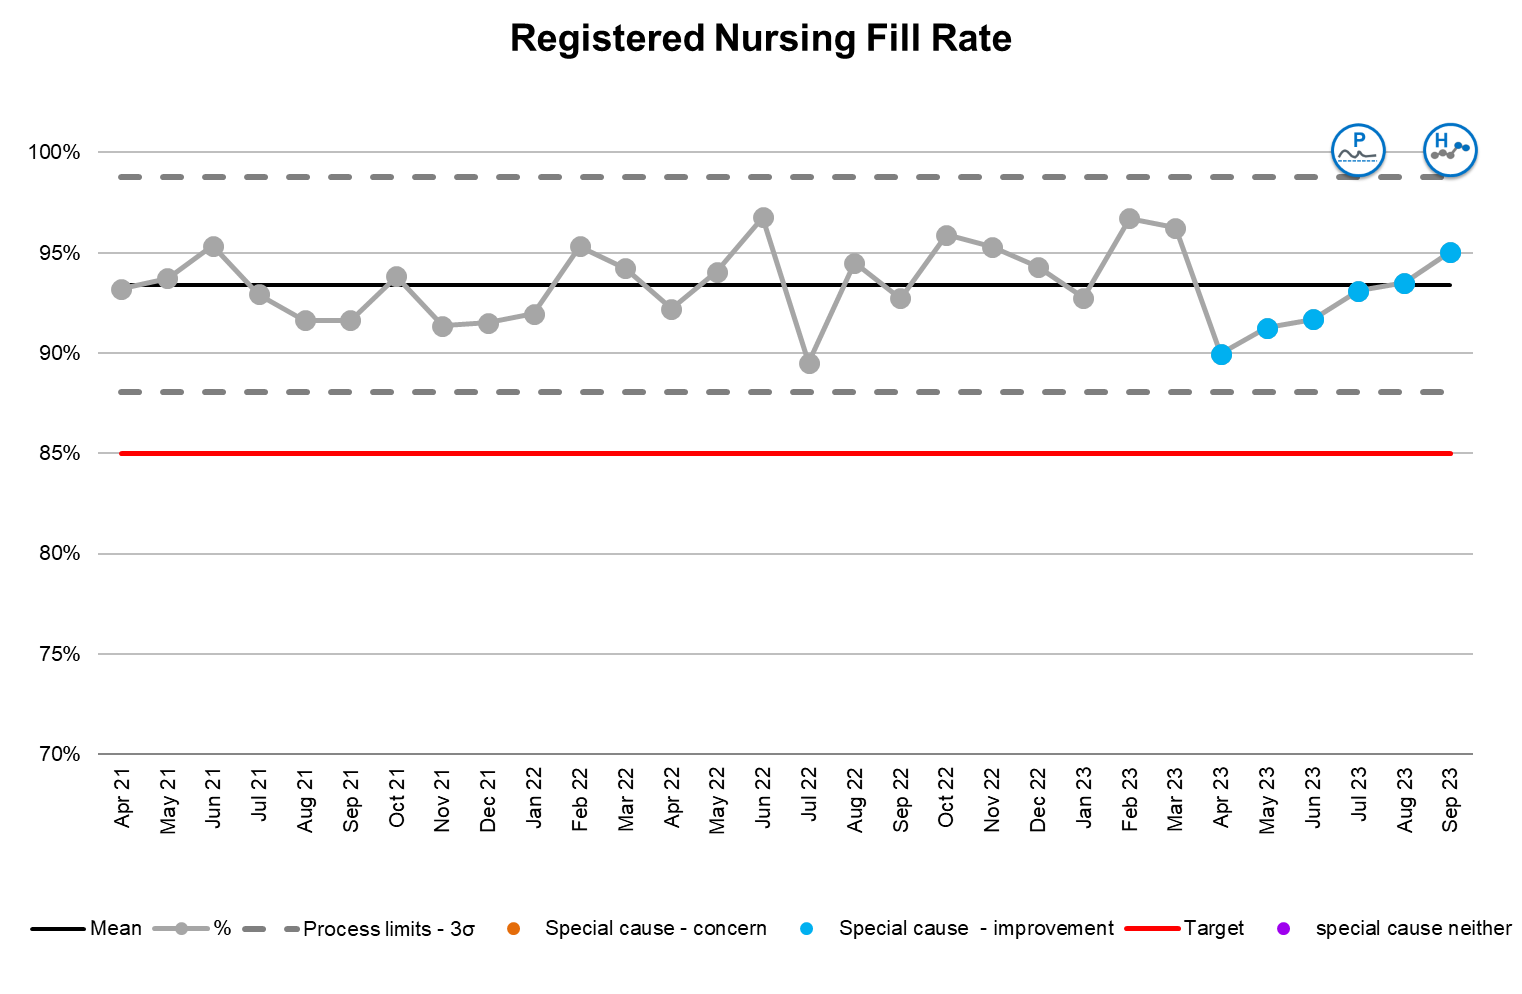 Registered Nursing Fill Rate
P
H
100%
95%
90%
85%
80%
75%
70%
Apr 21
May 21
Jun 21
Jul 21
Aug 21
Sep 21
Oct 21
Nov 21
Dec 21
Jan 22
Feb 22
Mar 22
Apr 22
May 22
Jun 22
Jul 22
Aug 22
Sep 22
Oct 22
Nov 22
Dec 22
Jan 23
Feb 23
Mar 23
Apr 23
May 23
Jun 23
Jul 23
Aug 23
Sep 23
Mean % Process limits - 3σ Special cause - concern Special cause - improvement Target special cause neither